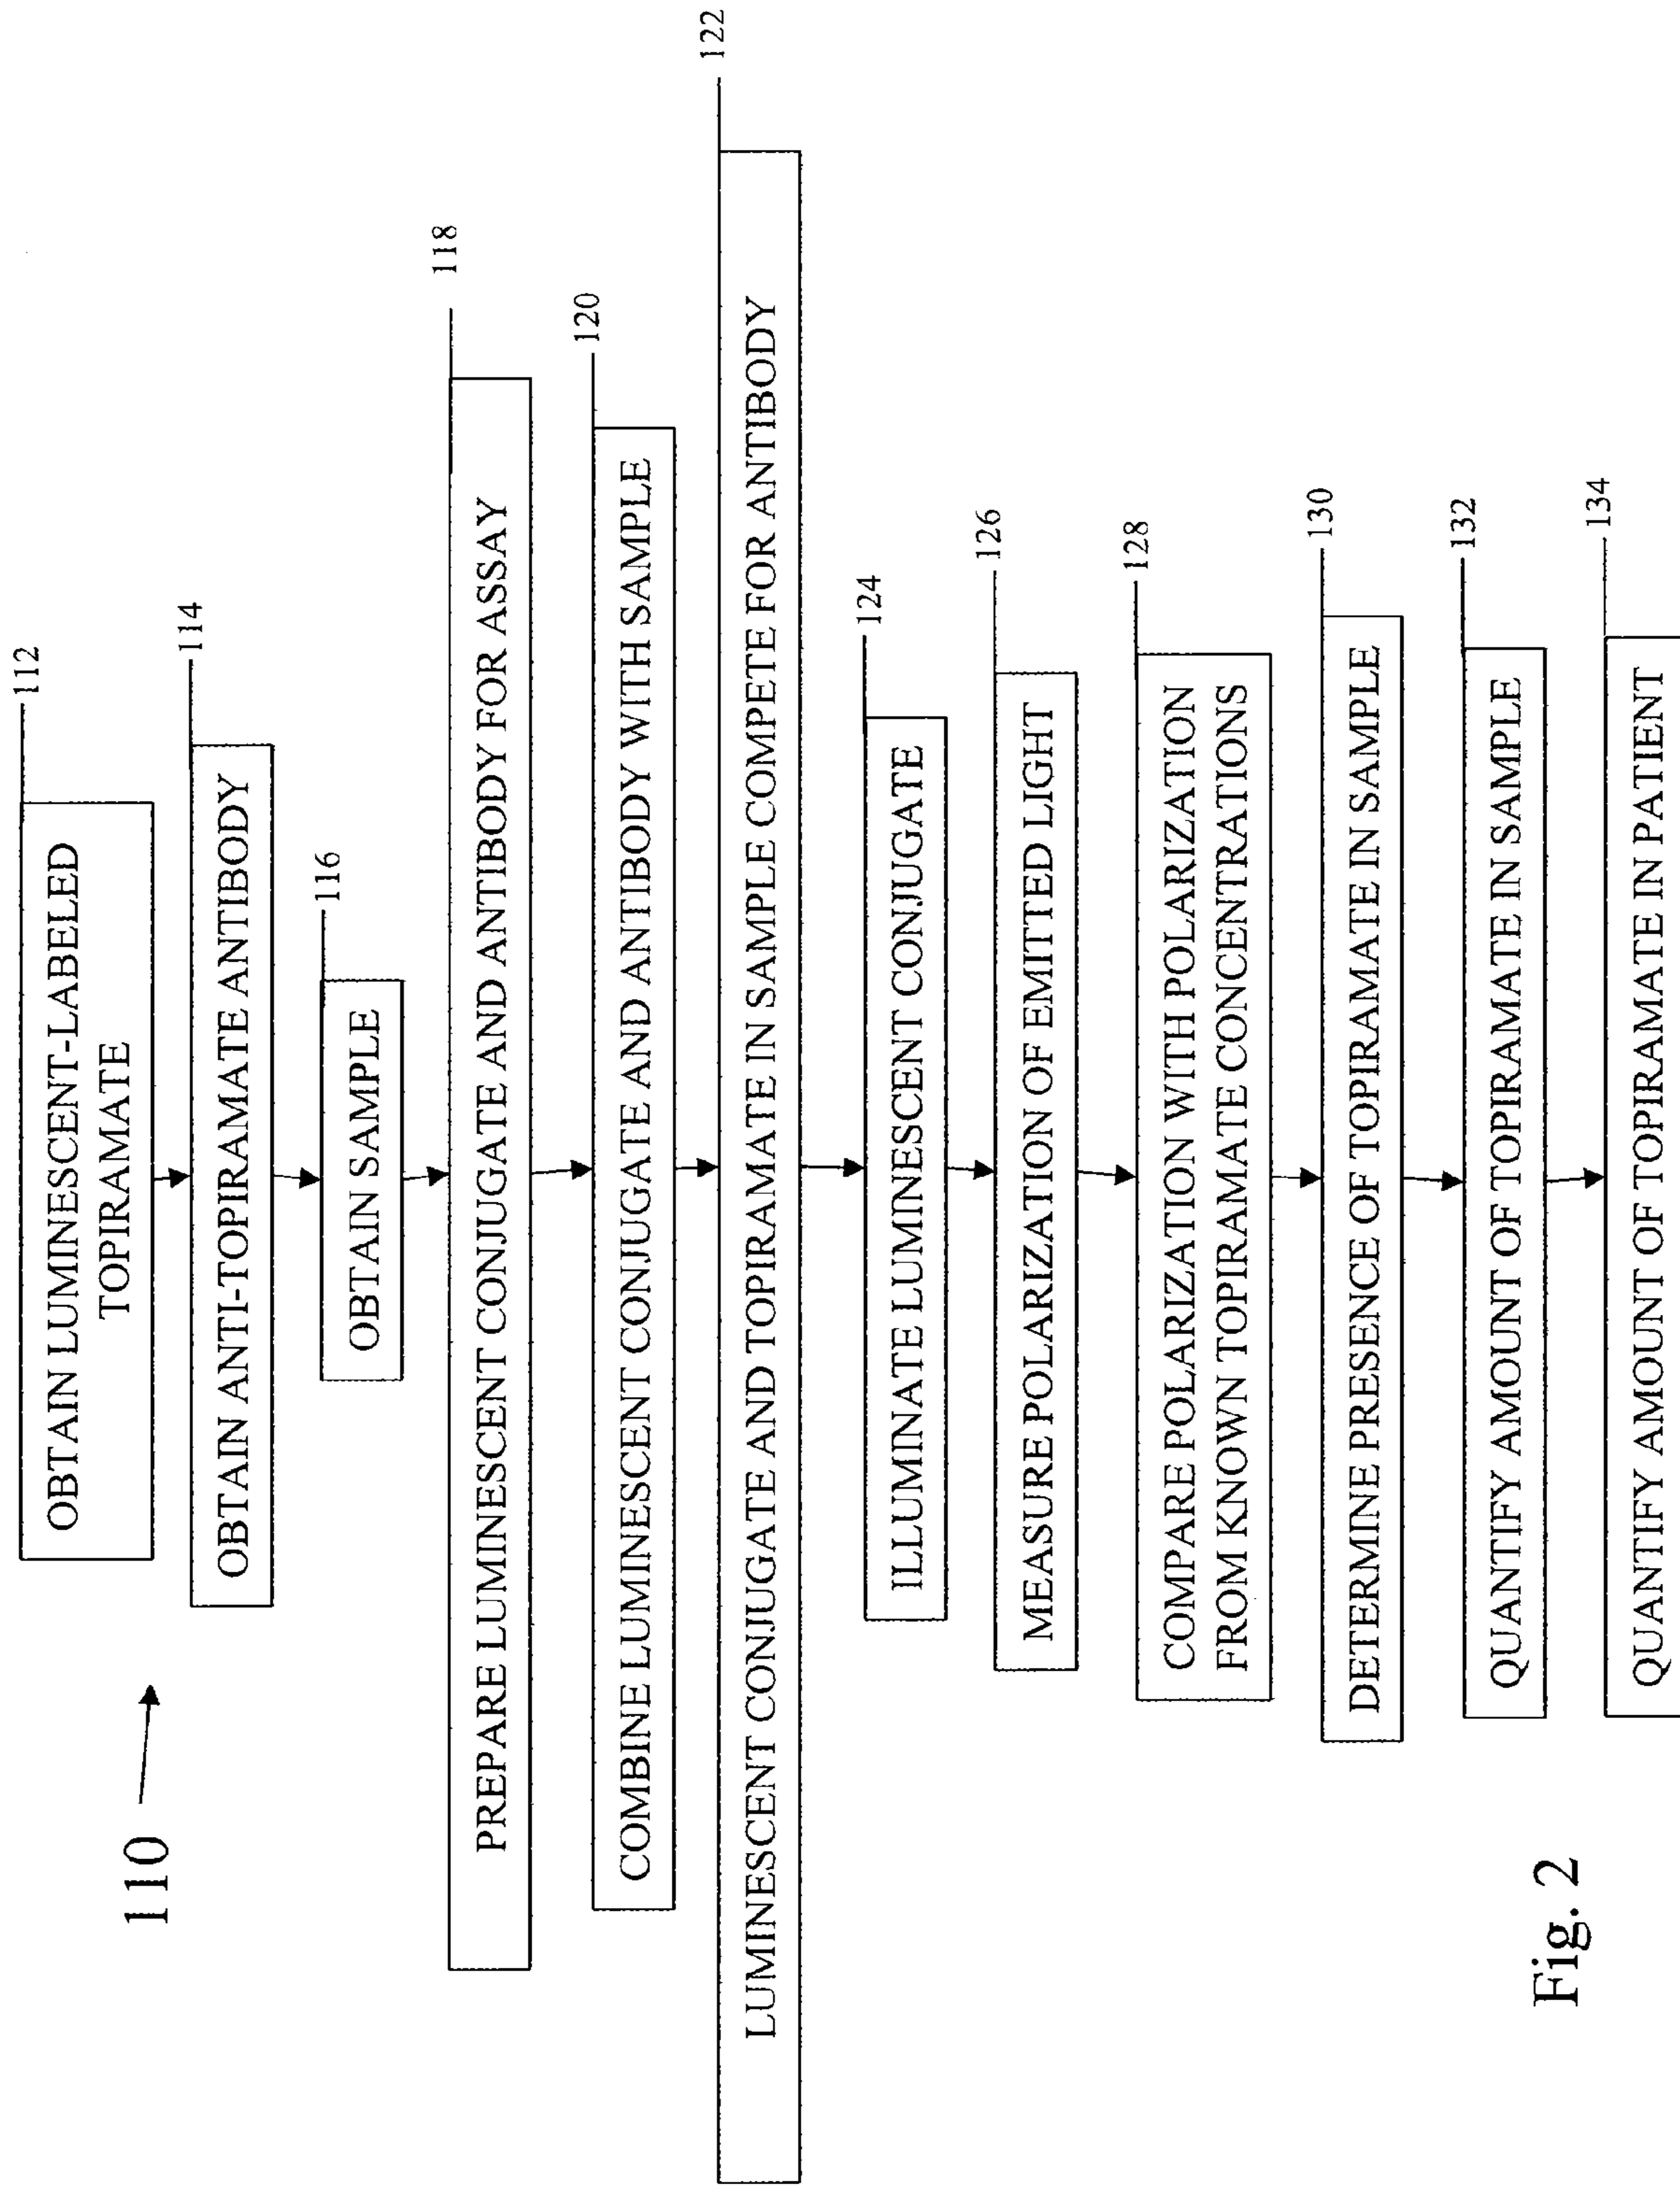 110
OBTAIN LUMINESCENT-LABELED
TOPIRAMATE
112
OBTAIN ANTI-TOPIRAMATE ANTIBODY
114
OBTAIN SAMPLE
116
PREPARE LUMINESCENT CONJUGATE AND ANTIBODY FOR ASSAY
118
COMBINE LUMINESCENT CONJUGATE AND ANTIBODY WITH SAMPLE
120
LUMINESCENT CONJUGATE AND TOPIRAMATE IN SAMPLE COMPETE FOR ANTIBODY
122
ILLUMINATE LUMINESCENT CONJUGATE
124
MEASURE POLARIZATION OF EMITTED LIGHT
126
COMPARE POLARIZATION WITH POLARIZATION
FROM KNOWN TOPIRAMATE CONCENTRATIONS
128
DETERMINE PRESENCE OF TOPIRAMATE IN SAMPLE
130
QUANTIFY AMOUNT OF TOPIRAMATE IN SAMPLE
132
QUANTIFY AMOUNT OF TOPIRAMATE IN PATIENT
134
Fig. 2